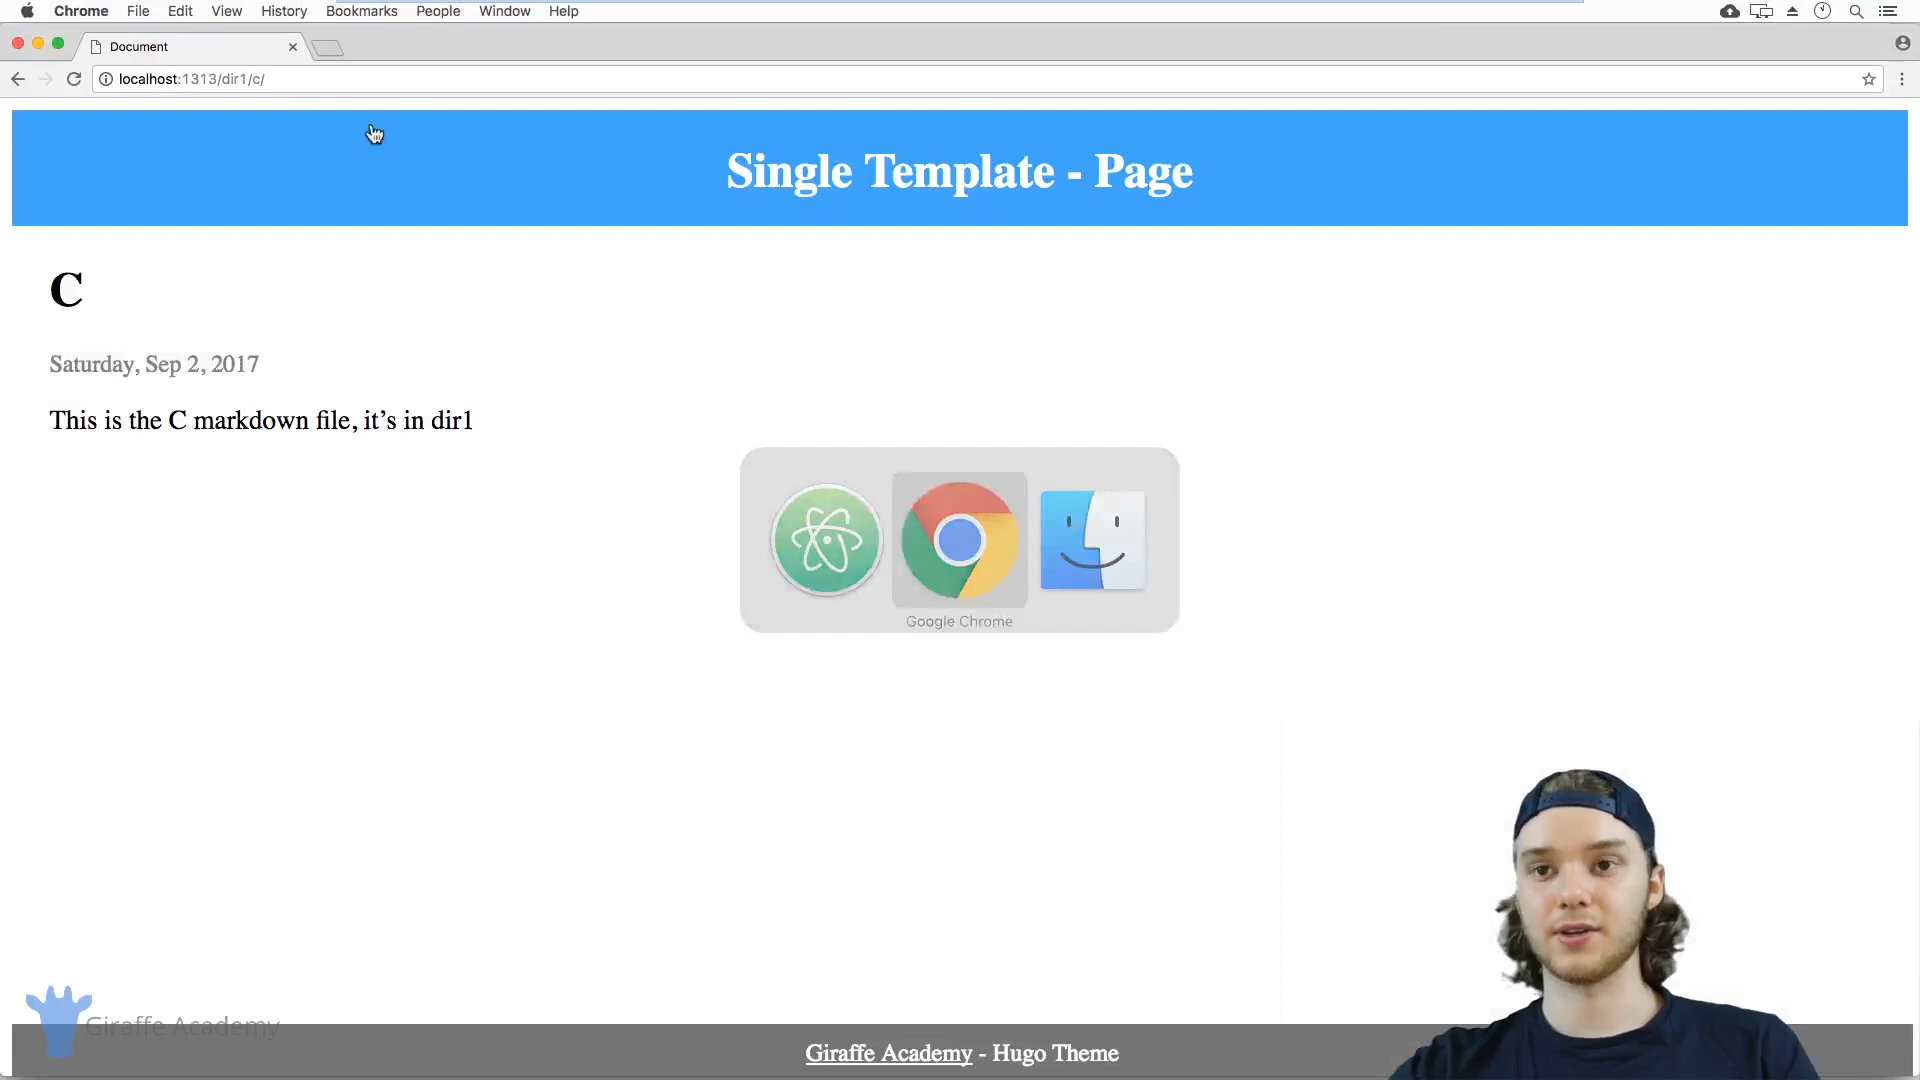 Chrome File Edit View History Bookmarks People Window Help
Document
localhost:1313/dir1/c/
Single Template - Page
C
Saturday, Sep 2, 2017
This is the C markdown file, it’s in dir1
Google Chrome
Giraffe Academy
Giraffe Academy - Hugo Theme